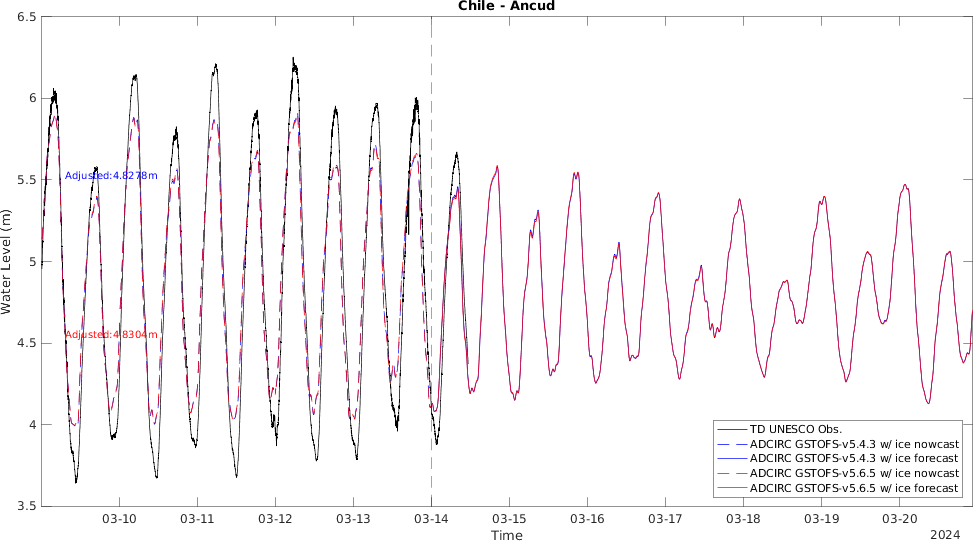 Chile - Ancud
6.5
6
5.5
5
4.5
4
3.5
Water Level (m)
Adjusted:4.8278m
Adjusted:4.8304m
TD UNESCO Obs.
ADCIRC GSTOFS-v5.4.3 w/ ice nowcast
ADCIRC GSTOFS-v5.4.3 w/ ice forecast
ADCIRC GSTOFS-v5.6.5 w/ ice nowcast
ADCIRC GSTOFS-v5.6.5 w/ ice forecast
03-10 03-11 03-12 03-13 03-14 03-15 03-16 03-17 03-18 03-19 03-20
Time
2024